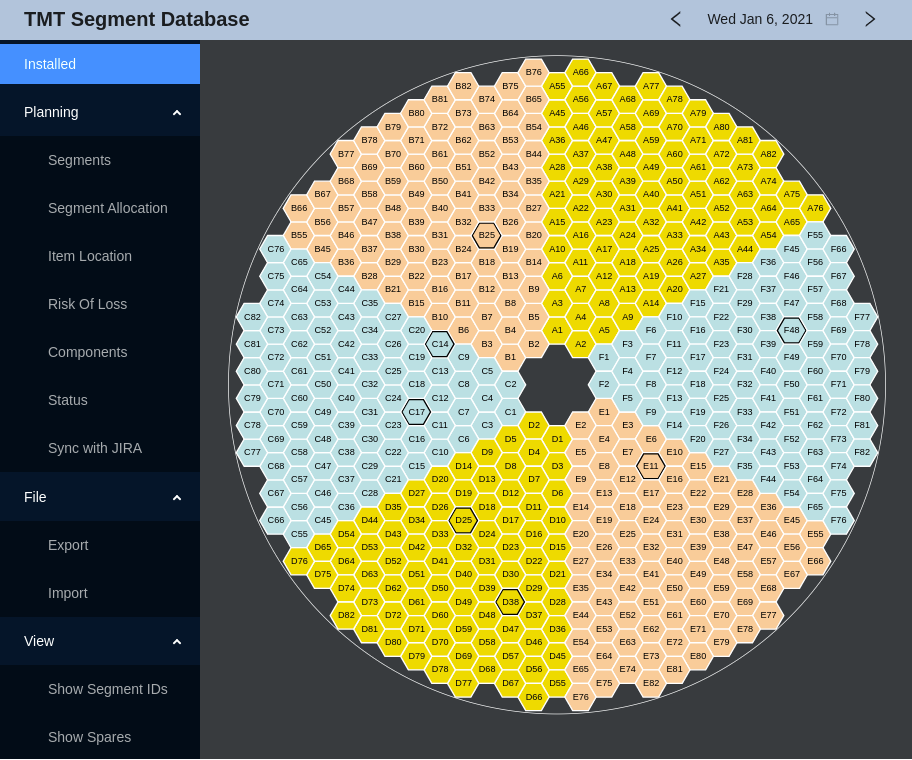 TMT Segment Database
Wed Jan 6, 2021
Installed
Planning
Segments
Segment Allocation
Item Location
Risk Of Loss
Components
Status
Sync with JIRA
File
Export
Import
View
Show Segment IDs
Show Spares
B76 A66
B82 B75 A55 A67 A77
B81 B74 B65 A56 A68 A78
B80 B73 B64 A45 A57 A69 A79
B79 B72 B63 B54 A46 A58 A70 A80
B78 B71 B62 B53 A36 A47 A59 A71 A81
B77 B70 B61 B52 B44 A37 A48 A60 A72 A82
B69 B60 B51 B43 A28 A38 A49 A61 A73
B68 B59 B50 B42 B35 A29 A39 A50 A62 A74
B67 B58 B49 B41 B34 A21 A30 A40 A51 A63 A75
B66 B57 B48 B40 B33 B27 A22 A31 A41 A52 A64 A76
B56 B47 B39 B32 B26 A15 A23 A32 A42 A53 A65
B55 B46 B38 B31 B25 B20 A16 A24 A33 A43 A54 F55
C76 B45 B37 B30 B24 B19 A10 A17 A25 A34 A44 F45 F66
C65 B36 B29 B23 B18 B14 A11 A18 A26 A35 F36 F56
C75 C54 B28 B22 B17 B13 A6 A12 A19 A27 F28 F46 F67
C64 C44 B21 B16 B12 B9 A7 A13 A20 F21 F37 F57
C74 C53 C35 B15 B11 B8 A3 A8 A14 F15 F29 F47 F68
C82 C63 C43 C27 B10 B7 B5 A4 A9 F10 F22 F38 F58 F77
C73 C52 C34 C20 B6 B4 A1 A5 F6 F16 F30 F48 F69
C81 C62 C42 C26 C14 B3 B2 A2 F3 F11 F23 F39 F59 F78
C72 C51 C33 C19 C9 B1 F1 F7 F17 F31 F49 F70
C80 C61 C41 C25 C13 C5 F4 F12 F24 F40 F60 F79
C71 C50 C32 C18 C8 C2 F2 F8 F18 F32 F50 F71
C79 C60 C40 C24 C12 C4 F5 F13 F25 F41 F61 F80
C70 C49 C31 C17 C7 C1 E1 F9 F19 F33 F51 F72
C78 C59 C39 C23 C11 C3 D2 E2 E3 F14 F26 F42 F62 F81
C69 C48 C30 C16 C6 D5 D1 E4 E6 F20 F34 F52 F73
C77 C58 C38 C22 C10 D9 D4 E5 E7 E10 F27 F43 F63 F82
C68 C47 C29 C15 D14 D8 D3 E8 E11 E15 F35 F53 F74
C57 C37 C21 D20 D13 D7 E9 E12 E16 E21 F44 F64
C67 C46 C28 D27 D19 D12 D6 E13 E17 E22 E28 F54 F75
C56 C36 D35 D26 D18 D11 E14 E18 E23 E29 E36 F65
C66 C45 D44 D34 D25 D17 D10 E19 E24 E30 E37 E45 F76
C55 D54 D43 D33 D24 D16 E20 E25 E31 E38 E46 E55
D65 D53 D42 D32 D23 D15 E26 E32 E39 E47 E56
D76 D64 D52 D41 D31 D22 E27 E33 E40 E48 E57 E66
D75 D63 D51 D40 D30 D21 E34 E41 E49 E58 E67
D74 D62 D50 D39 D29 E35 E42 E50 E59 E68
D73 D61 D49 D38 D28 E43 E51 E60 E69
D82 D72 D60 D48 D37 E44 E52 E61 E70 E77
D81 D71 D59 D47 D36 E53 E62 E71 E78
D80 D70 D58 D46 E54 E63 E72 E79
D79 D69 D57 D45 E64 E73 E80
D78 D68 D56 E65 E74 E81
D77 D67 D55 E75 E82
D66 E76